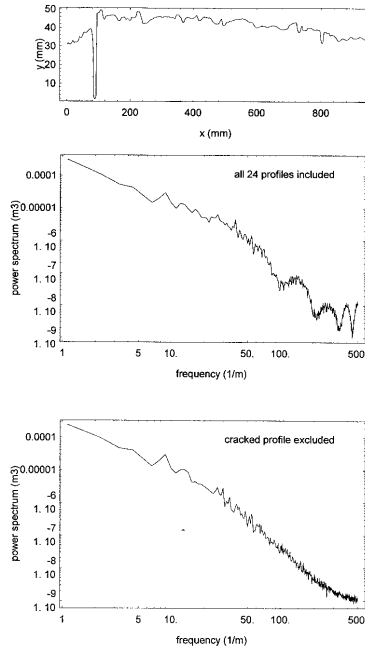 50
40
30
20
10
y (mm)
0 200 400 600 800
x (mm)
all 24 profiles included
0.0001
0.00001
-6
1. 10
-7
1. 10
-8
1. 10
-9
1. 10
power spectrum (m3)
1 5 10. 50. 100. 500
frequency (1/m)
cracked profile excluded
0.0001
0.00001
-6
1. 10
-7
1. 10
-8
1. 10
-9
1. 10
power spectrum (m3)
1 5 10. 50. 100. 500
frequency (1/m)